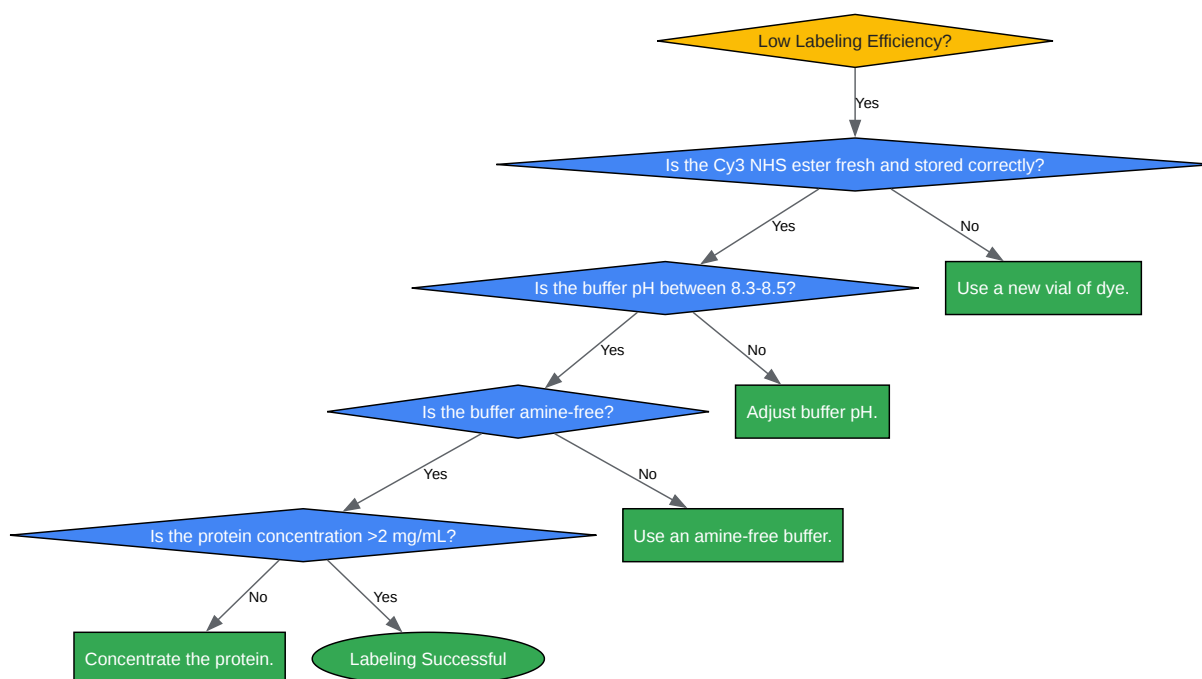 Low Labeling Efficiency?
Yes
Is the Cy3 NHS ester fresh and stored correctly?
Yes
No
Is the buffer pH between 8.3-8.5?
Use a new vial of dye.
Yes
No
Is the buffer amine-free?
Adjust buffer pH.
Yes
No
Is the protein concentration >2 mg/mL?
Use an amine-free buffer.
No
Yes
Concentrate the protein.
Labeling Successful